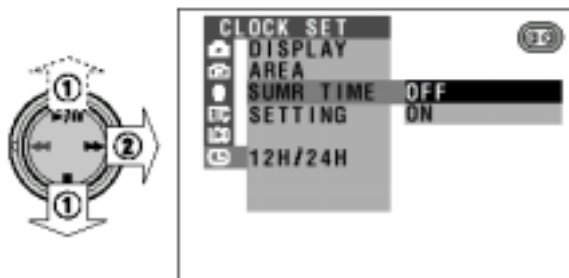 CLOCK SET
DISPLAY
AREA
SUMR TIME OFF
SETTING ON
12H/24H
①
②
①